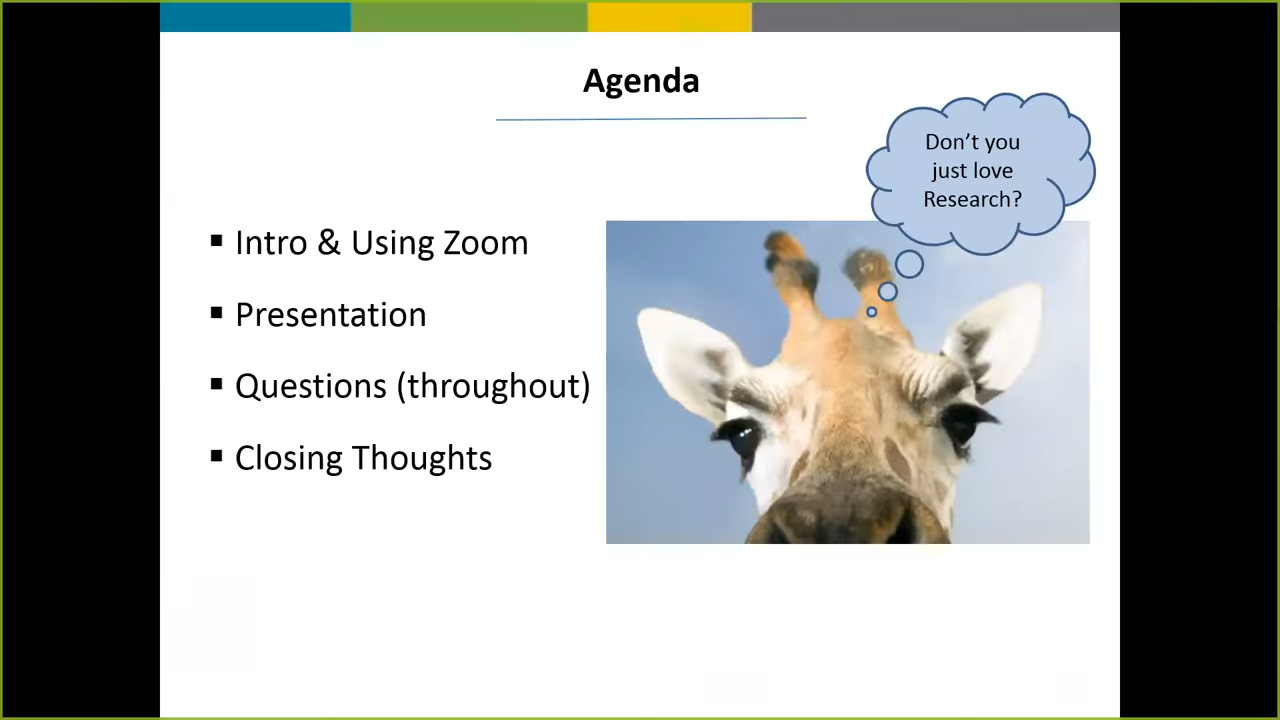 Agenda
Don’t you
just love
Research?
Intro & Using Zoom
Presentation
Questions (throughout)
Closing Thoughts